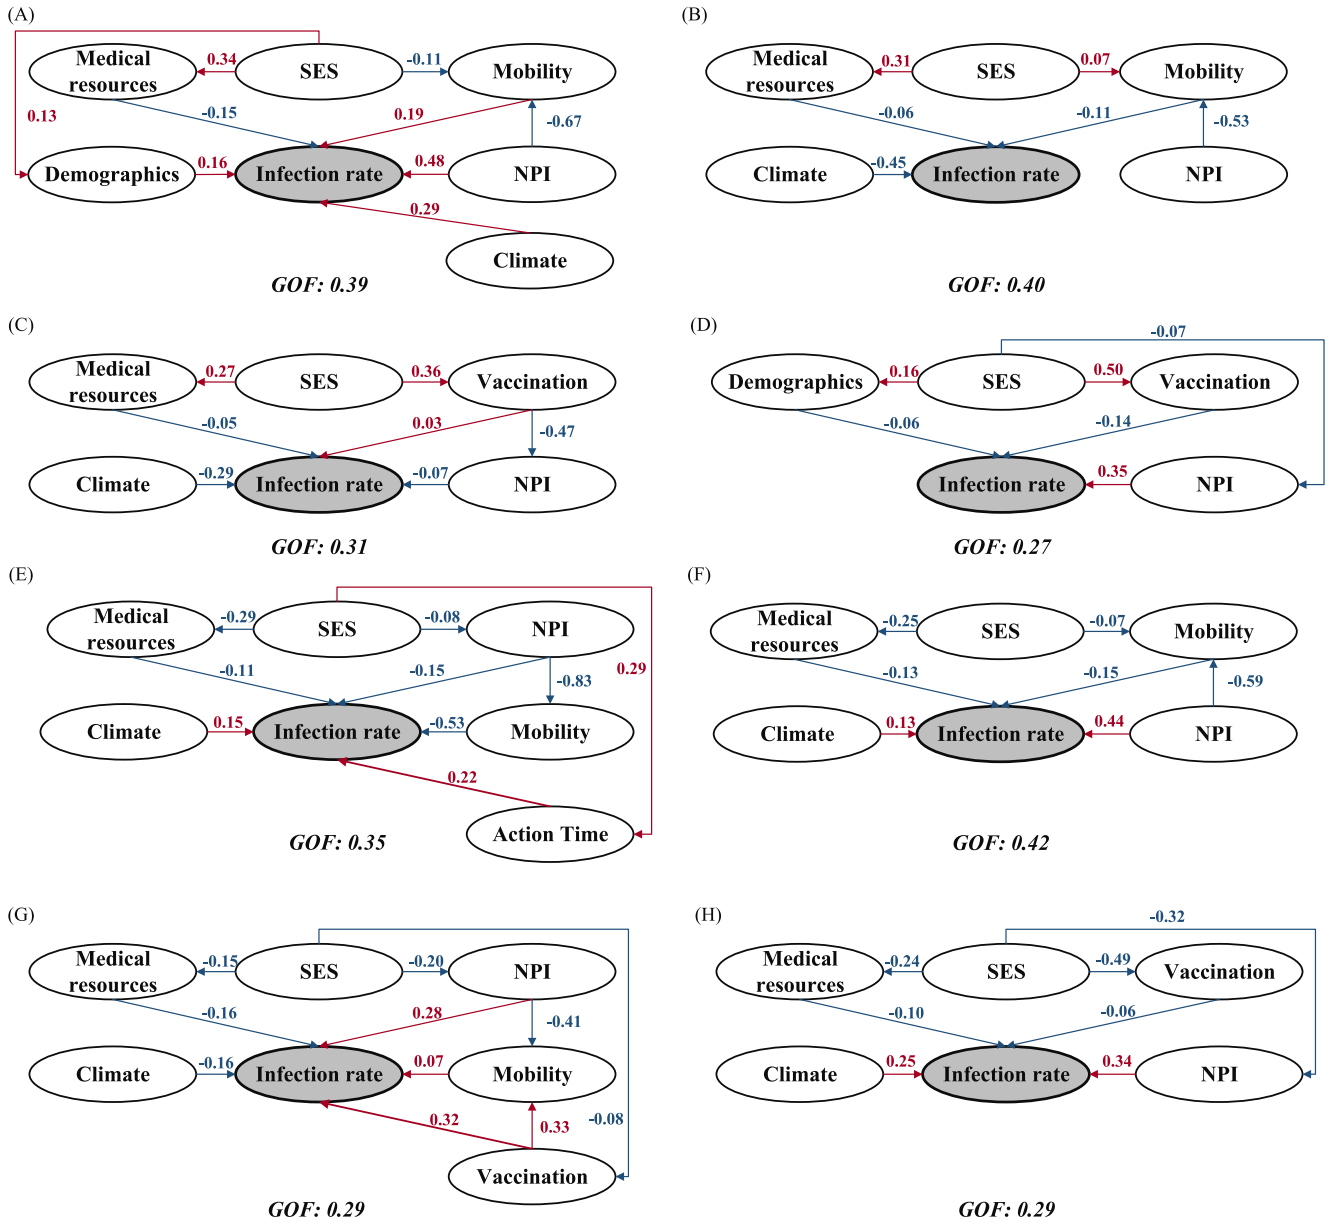 (A)
Medical
resources
0.34
SES
-0.11
Mobility
0.13
-0.15
0.19
-0.67
Demographics
0.16
Infection rate
0.48
NPI
0.29
Climate
GOF: 0.39
(B)
Medical
resources
0.31
SES
0.07
Mobility
-0.06
-0.11
-0.53
Climate
-0.45
Infection rate
NPI
GOF: 0.40
(C)
Medical
resources
0.27
SES
0.36
Vaccination
-0.05
0.03
-0.47
Climate
-0.29
Infection rate
-0.07
NPI
GOF: 0.31
(D)
-0.07
Demographics
0.16
SES
0.50
Vaccination
-0.06
-0.14
Infection rate
0.35
NPI
GOF: 0.27
(E)
Medical
resources
-0.29
SES
-0.08
NPI
-0.11
-0.15
-0.83
0.29
Climate
0.15
Infection rate
-0.53
Mobility
0.22
Action Time
GOF: 0.35
(F)
Medical
resources
-0.25
SES
-0.07
Mobility
-0.13
-0.15
-0.59
Climate
0.13
Infection rate
0.44
NPI
GOF: 0.42
(G)
Medical
resources
-0.15
SES
-0.20
NPI
-0.16
0.28
-0.41
Climate
-0.16
Infection rate
0.07
Mobility
0.32
0.33
-0.08
Vaccination
GOF: 0.29
(H)
-0.32
Medical
resources
-0.24
SES
-0.49
Vaccination
-0.10
-0.06
Climate
0.25
Infection rate
0.34
NPI
GOF: 0.29